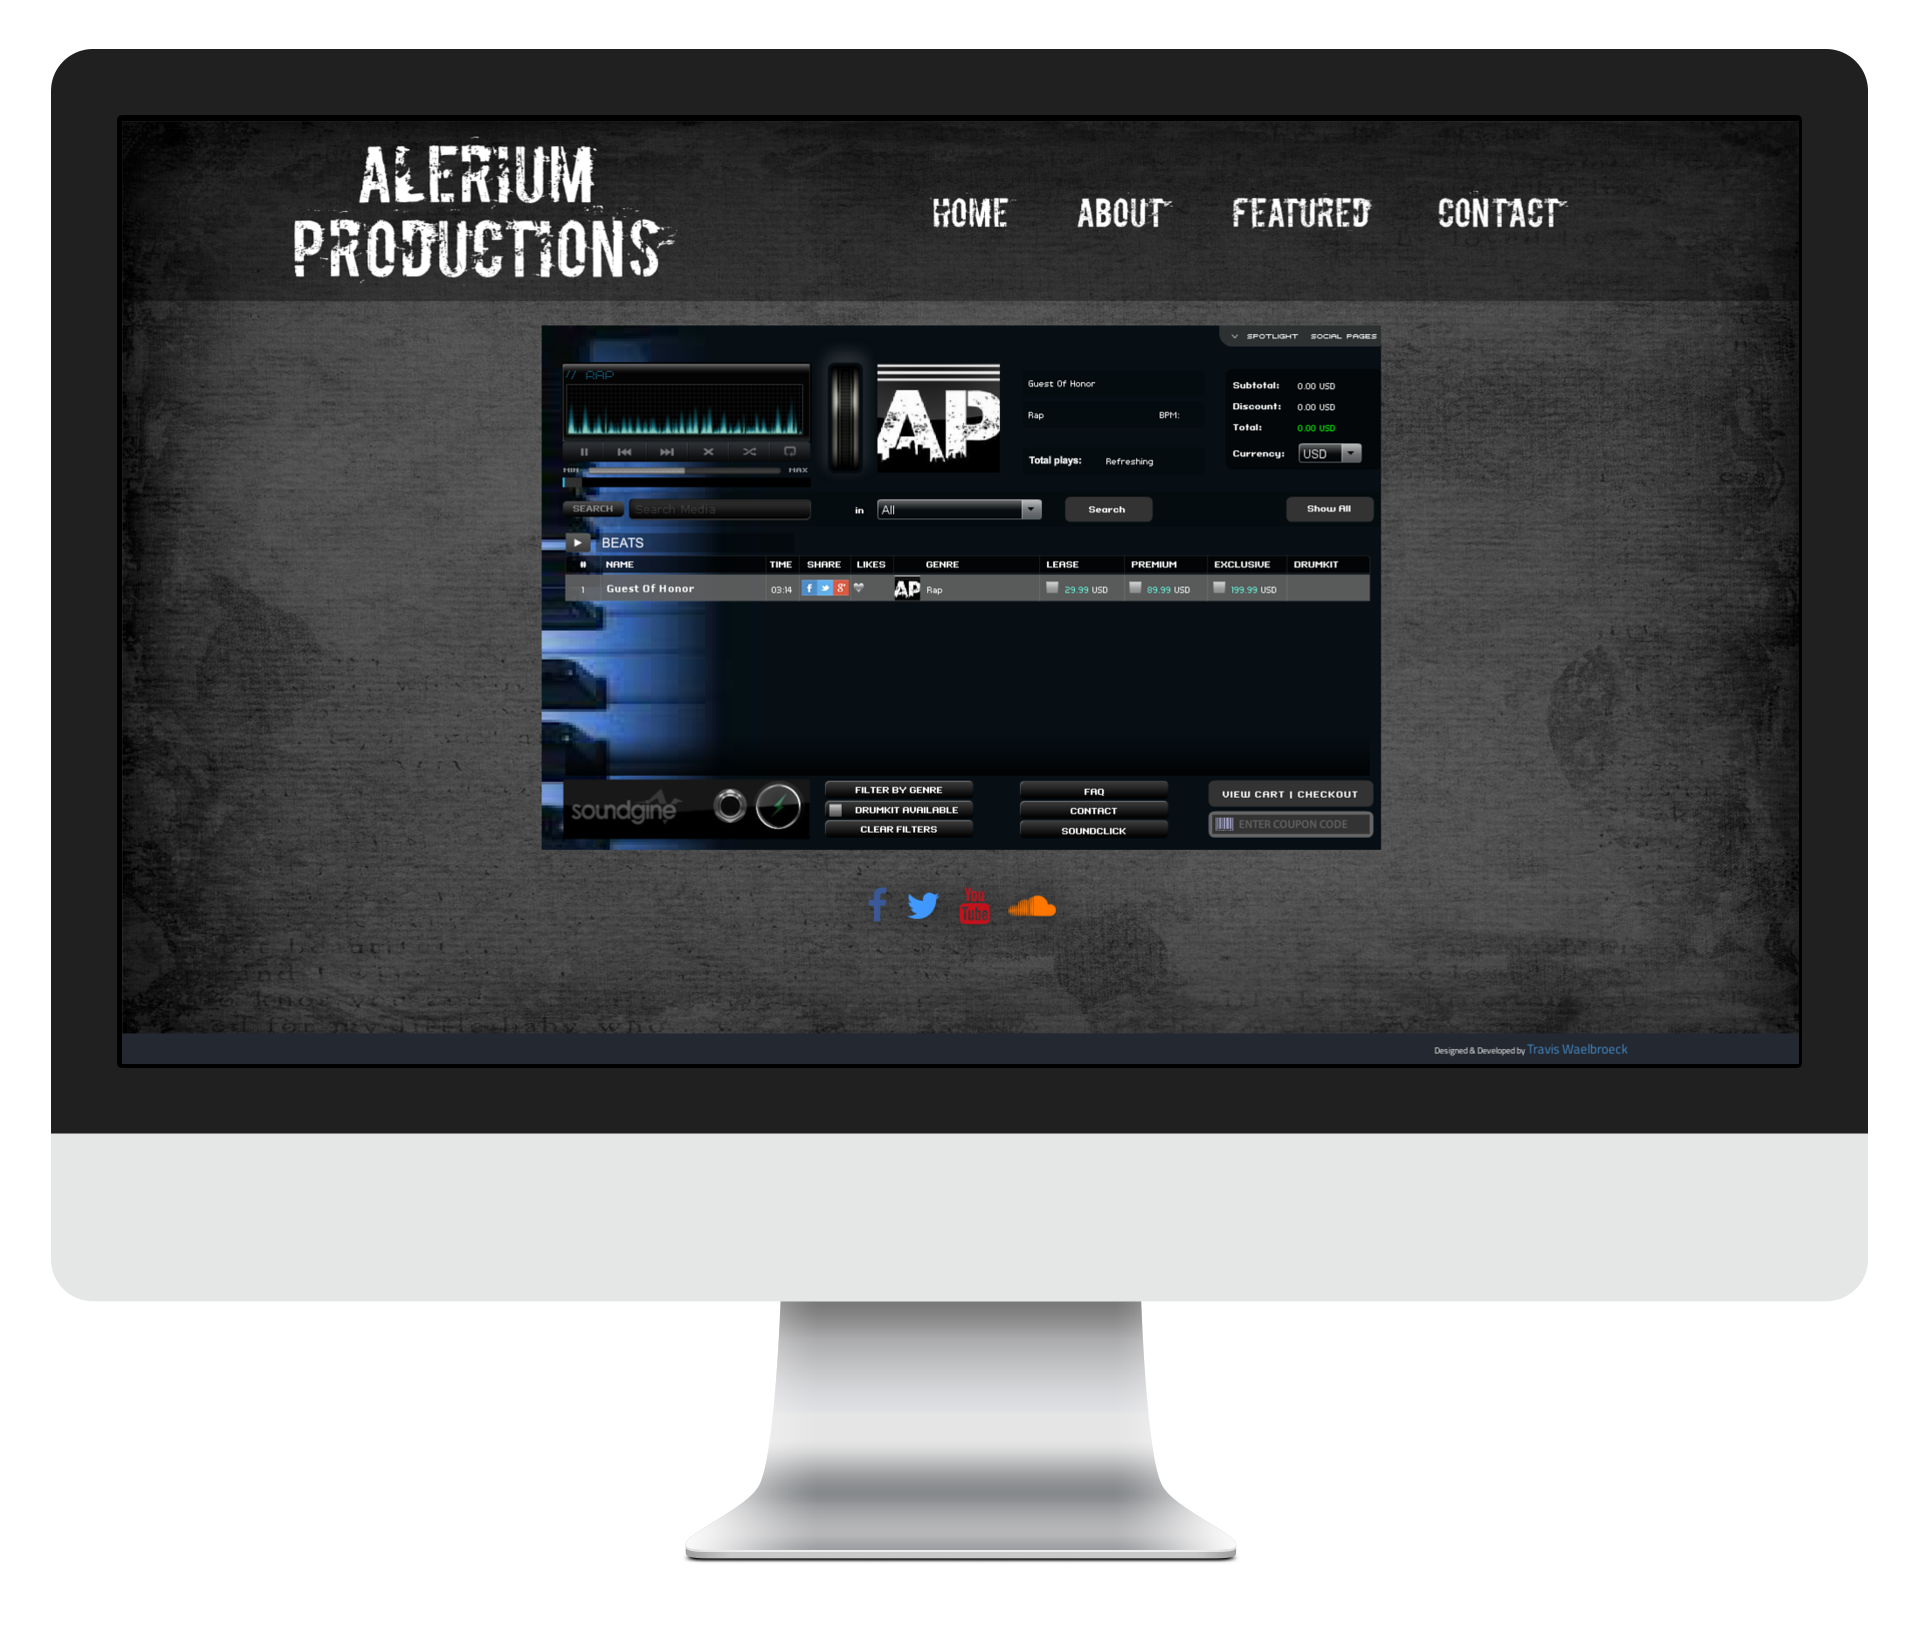 ALERIUM
PRODUCTIONS
HOME ABOUT FEATURED CONTACT
SPOTLIGHT SOCIAL PAGES
// RAP
AP
Guest Of Honor
Rap BPM:
Total plays: Refreshing
Subtotal: 0.00 USD
Discount: 0.00 USD
Total: 0.00 USD
Currency: USD
MIN MAX
SEARCH Search Media in All Search Show All
BEATS
# NAME TIME SHARE LIKES GENRE LEASE PREMIUM EXCLUSIVE DRUMKIT
1 Guest Of Honor 03:14 f g+ AP Rap 29.99 USD 89.99 USD 199.99 USD
soundgine
FILTER BY GENRE
DRUMKIT AVAILABLE
CLEAR FILTERS
FAQ
CONTACT
SOUNDCLICK
VIEW CART | CHECKOUT
ENTER COUPON CODE
f You Tube
Designed & Developed by Travis Waelbroeck